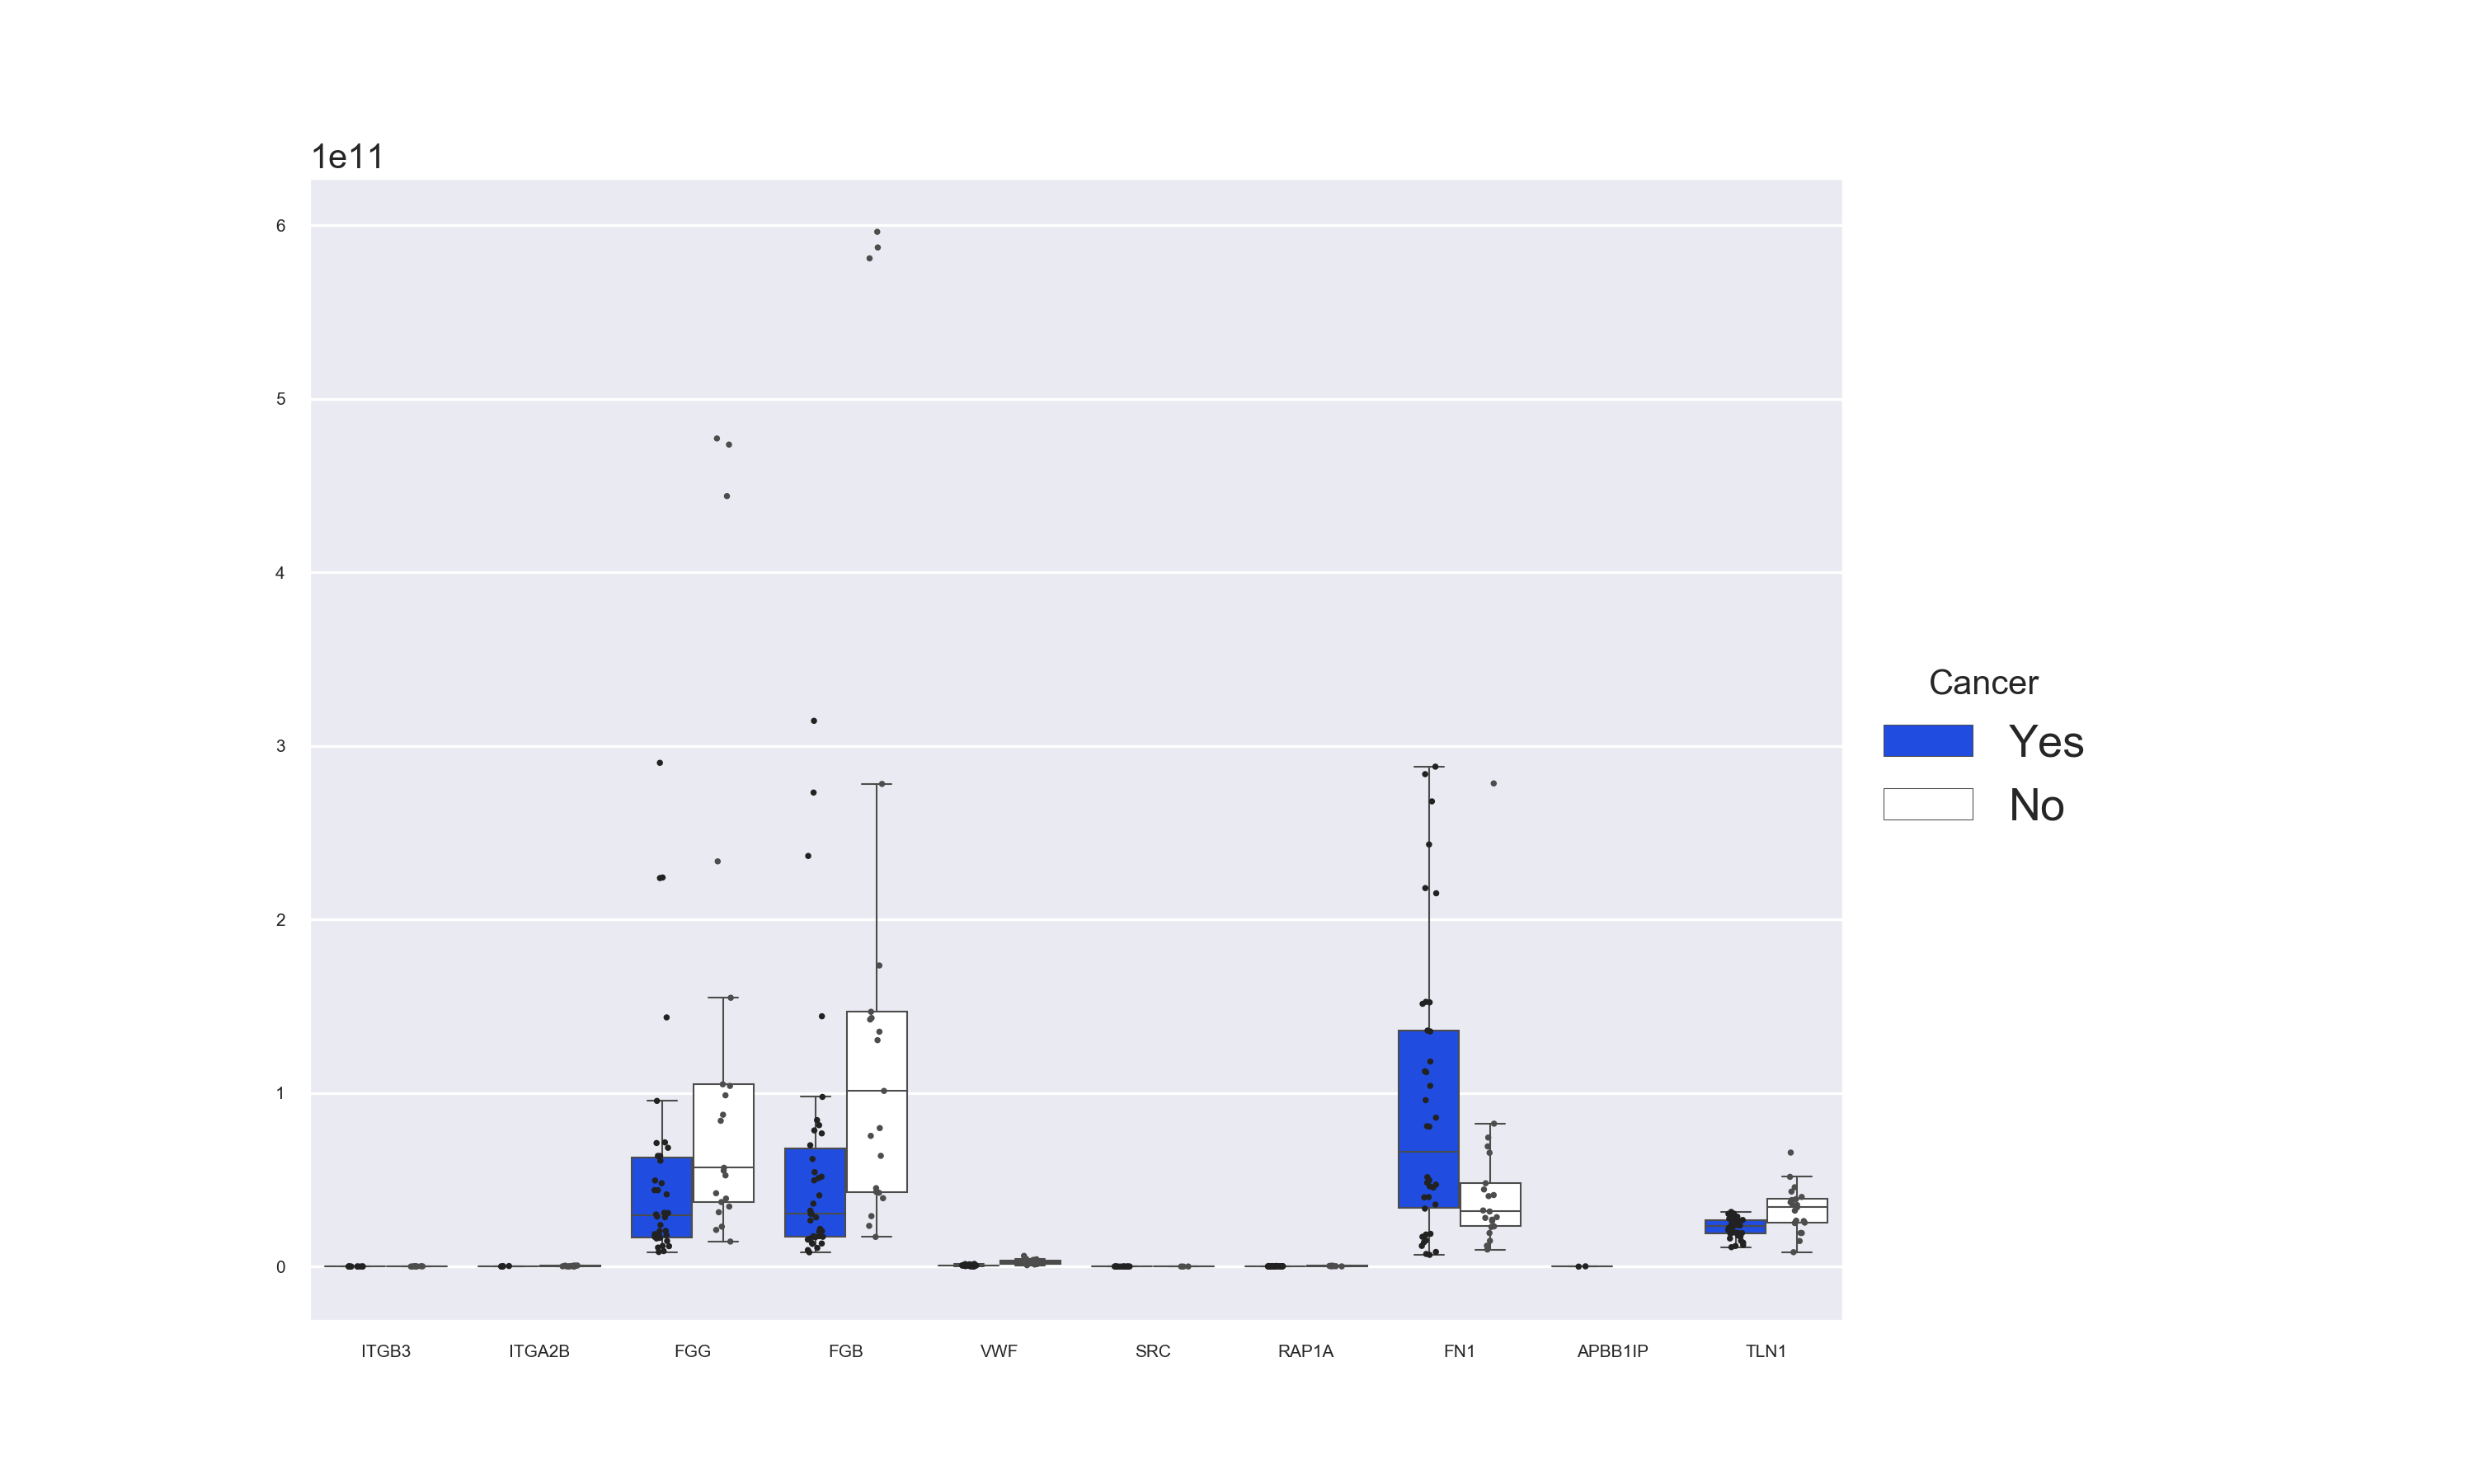 1e11
6
5
4
3
2
1
0
ITGB3 ITGA2B FGG FGB VWF SRC RAP1A FN1 APBB1IP TLN1
Cancer
Yes
No